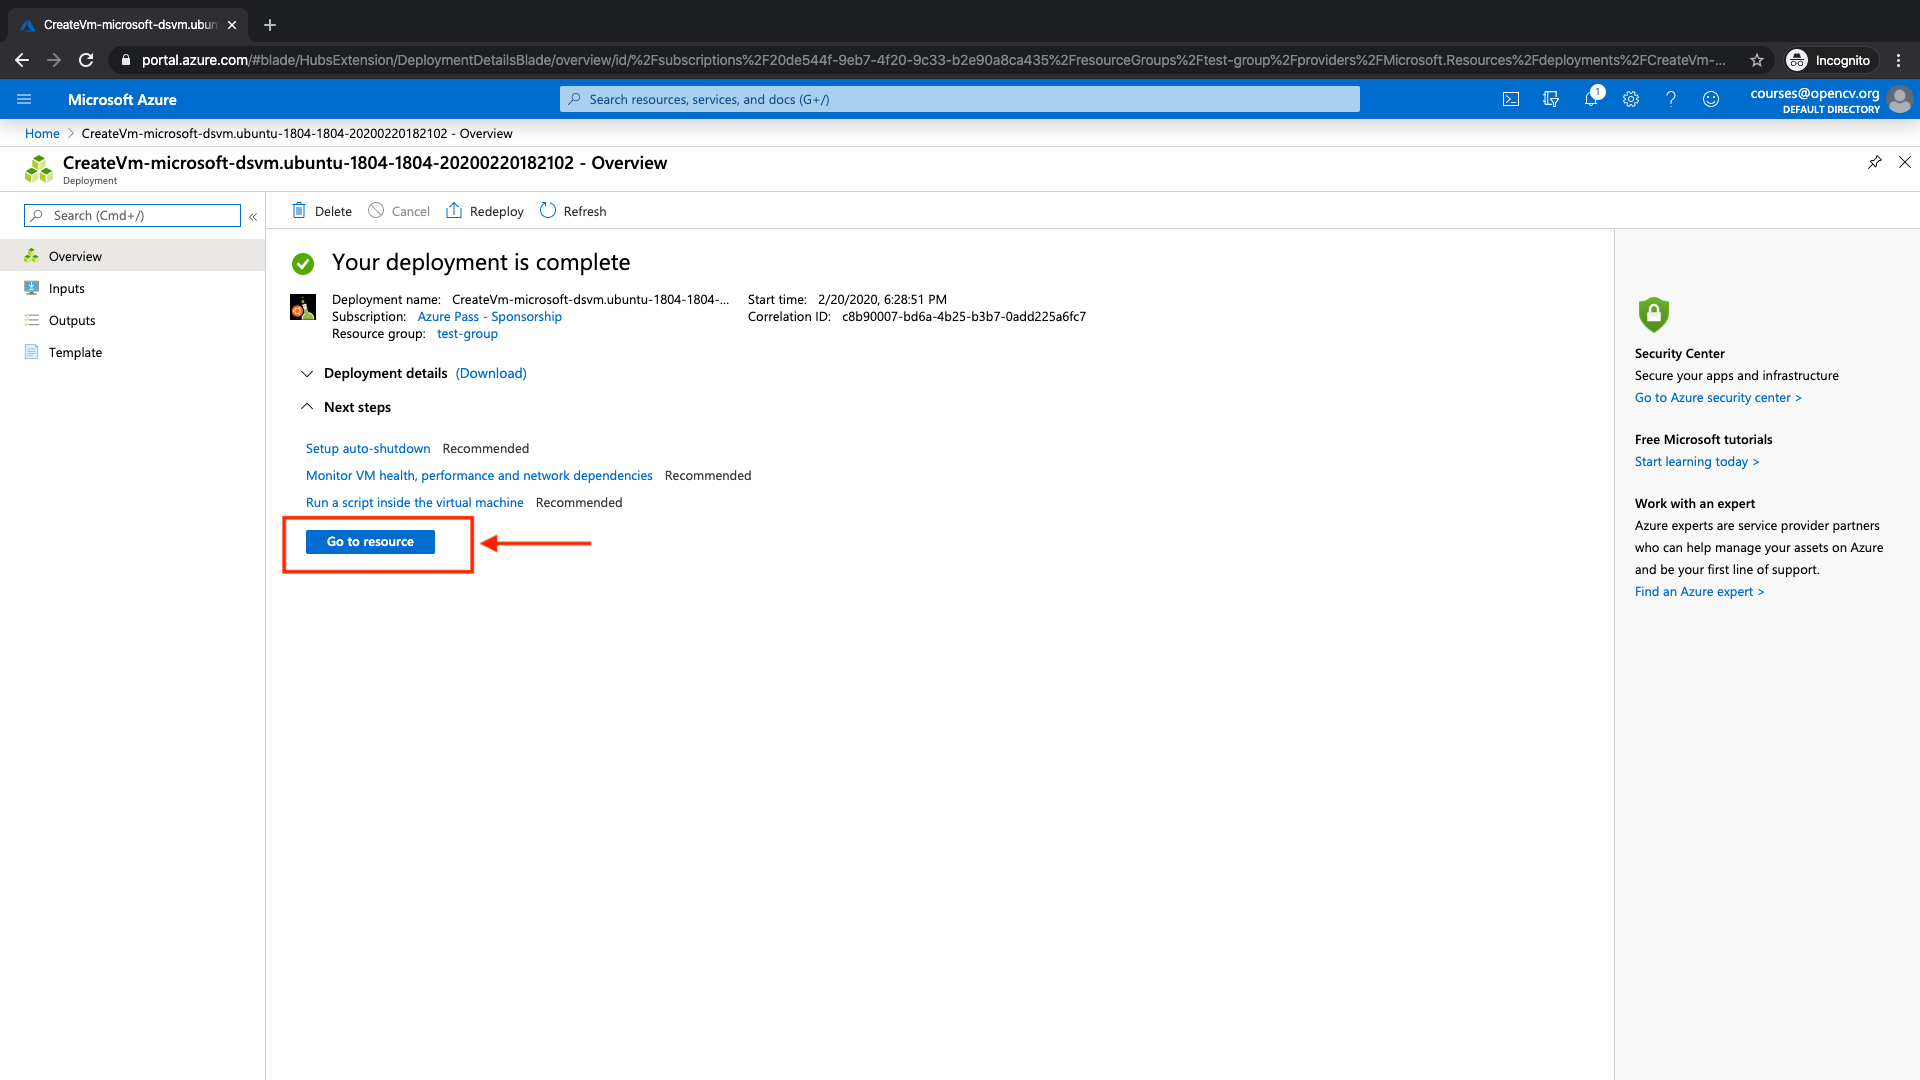 CreateVm-microsoft-dsvm.ubun
portal.azure.com/#blade/HubsExtension/DeploymentDetailsBlade/overview/id/%2Fsubscriptions%2F20de544f-9eb7-4f20-9c33-b2e90a8ca435%2FresourceGroups%2Ftest-group%2Fproviders%2FMicrosoft.Resources%2Fdeployments%2FCreateVm-...
Incognito
Microsoft Azure
Search resources, services, and docs (G+/)
1
courses@opencv.org
DEFAULT DIRECTORY
Home > CreateVm-microsoft-dsvm.ubuntu-1804-1804-20200220182102 - Overview
CreateVm-microsoft-dsvm.ubuntu-1804-1804-20200220182102 - Overview
Deployment
Search (Cmd+/)
«
Delete
Cancel
Redeploy
Refresh
Overview
Inputs
Outputs
Template
Your deployment is complete
Deployment name: CreateVm-microsoft-dsvm.ubuntu-1804-1804-...
Subscription: Azure Pass - Sponsorship
Resource group: test-group
Start time: 2/20/2020, 6:28:51 PM
Correlation ID: c8b90007-bd6a-4b25-b3b7-0add225a6fc7
Deployment details (Download)
Next steps
Setup auto-shutdown Recommended
Monitor VM health, performance and network dependencies Recommended
Run a script inside the virtual machine Recommended
Go to resource
Security Center
Secure your apps and infrastructure
Go to Azure security center >
Free Microsoft tutorials
Start learning today >
Work with an expert
Azure experts are service provider partners
who can help manage your assets on Azure
and be your first line of support.
Find an Azure expert >